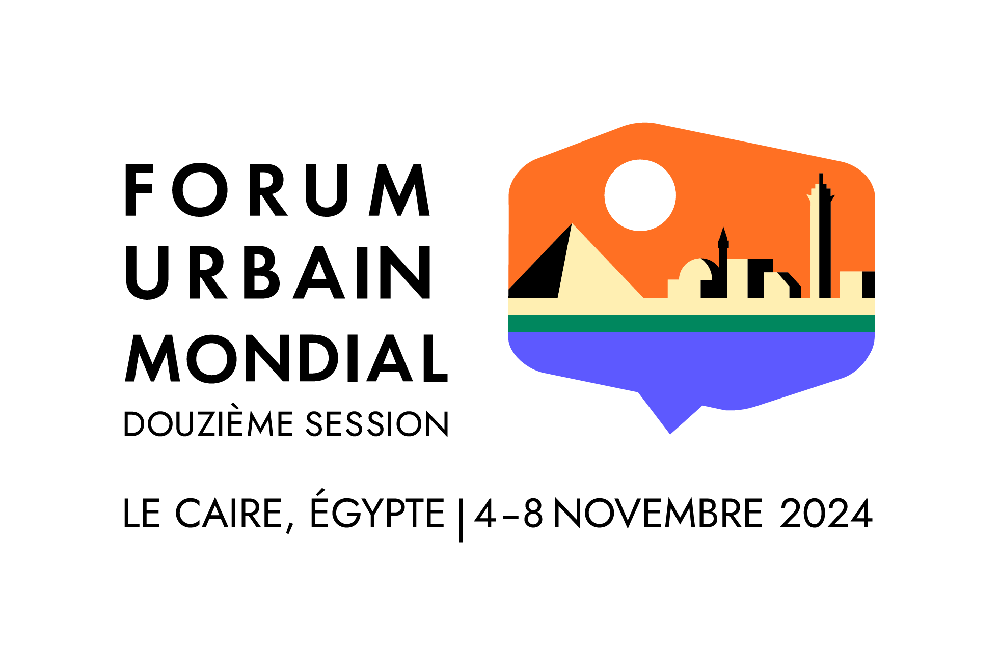 FORUM
URBAIN
MONDIAL
DOUZIÈME SESSION
LE CAIRE, ÉGYPTE | 4–8 NOVEMBRE 2024